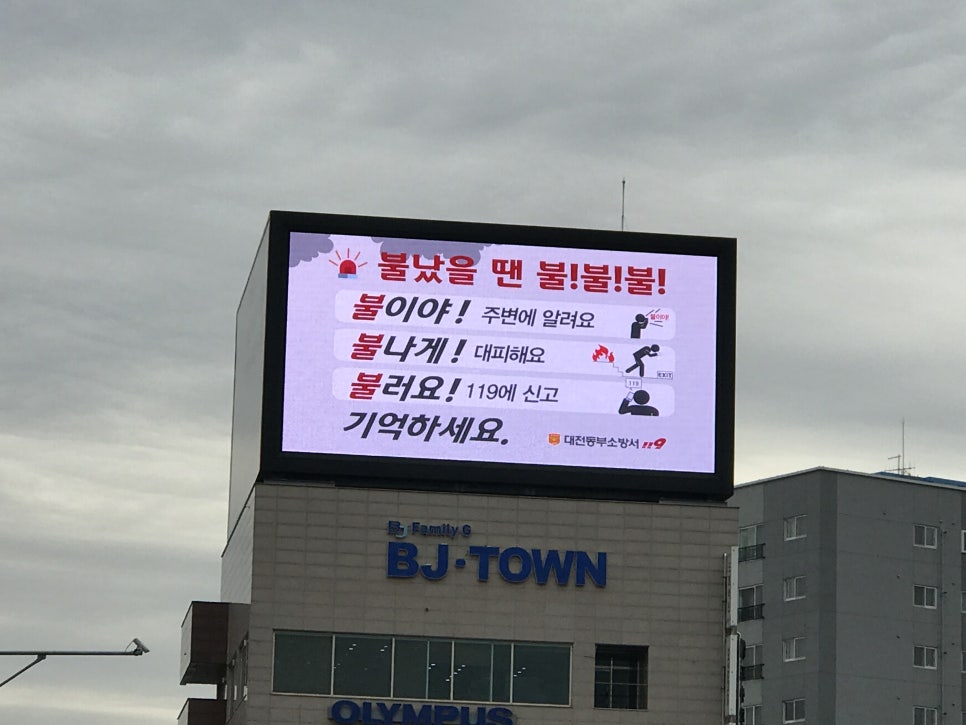 불났을 땐 불!불!불!
불이야! 주변에 알려요
불이야!
불나게! 대피해요
EXIT
119
불러요! 119에 신고
기억하세요.
대전동부소방서 119
BJ Family G
BJ·TOWN
OLYMPUS